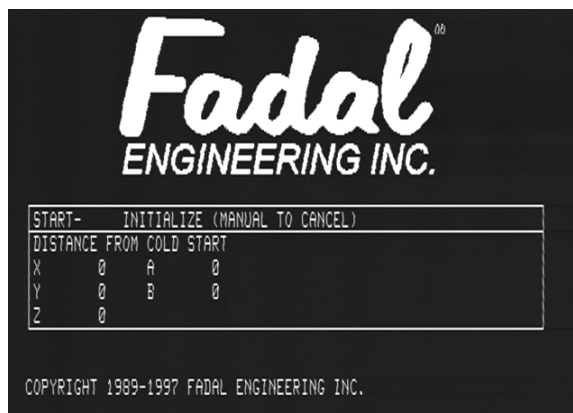 Fadal®
ENGINEERING INC.
START-    INITIALIZE (MANUAL TO CANCEL)
DISTANCE FROM COLD START
X    0    A    0
Y    0    B    0
Z    0
COPYRIGHT 1989-1997 FADAL ENGINEERING INC.